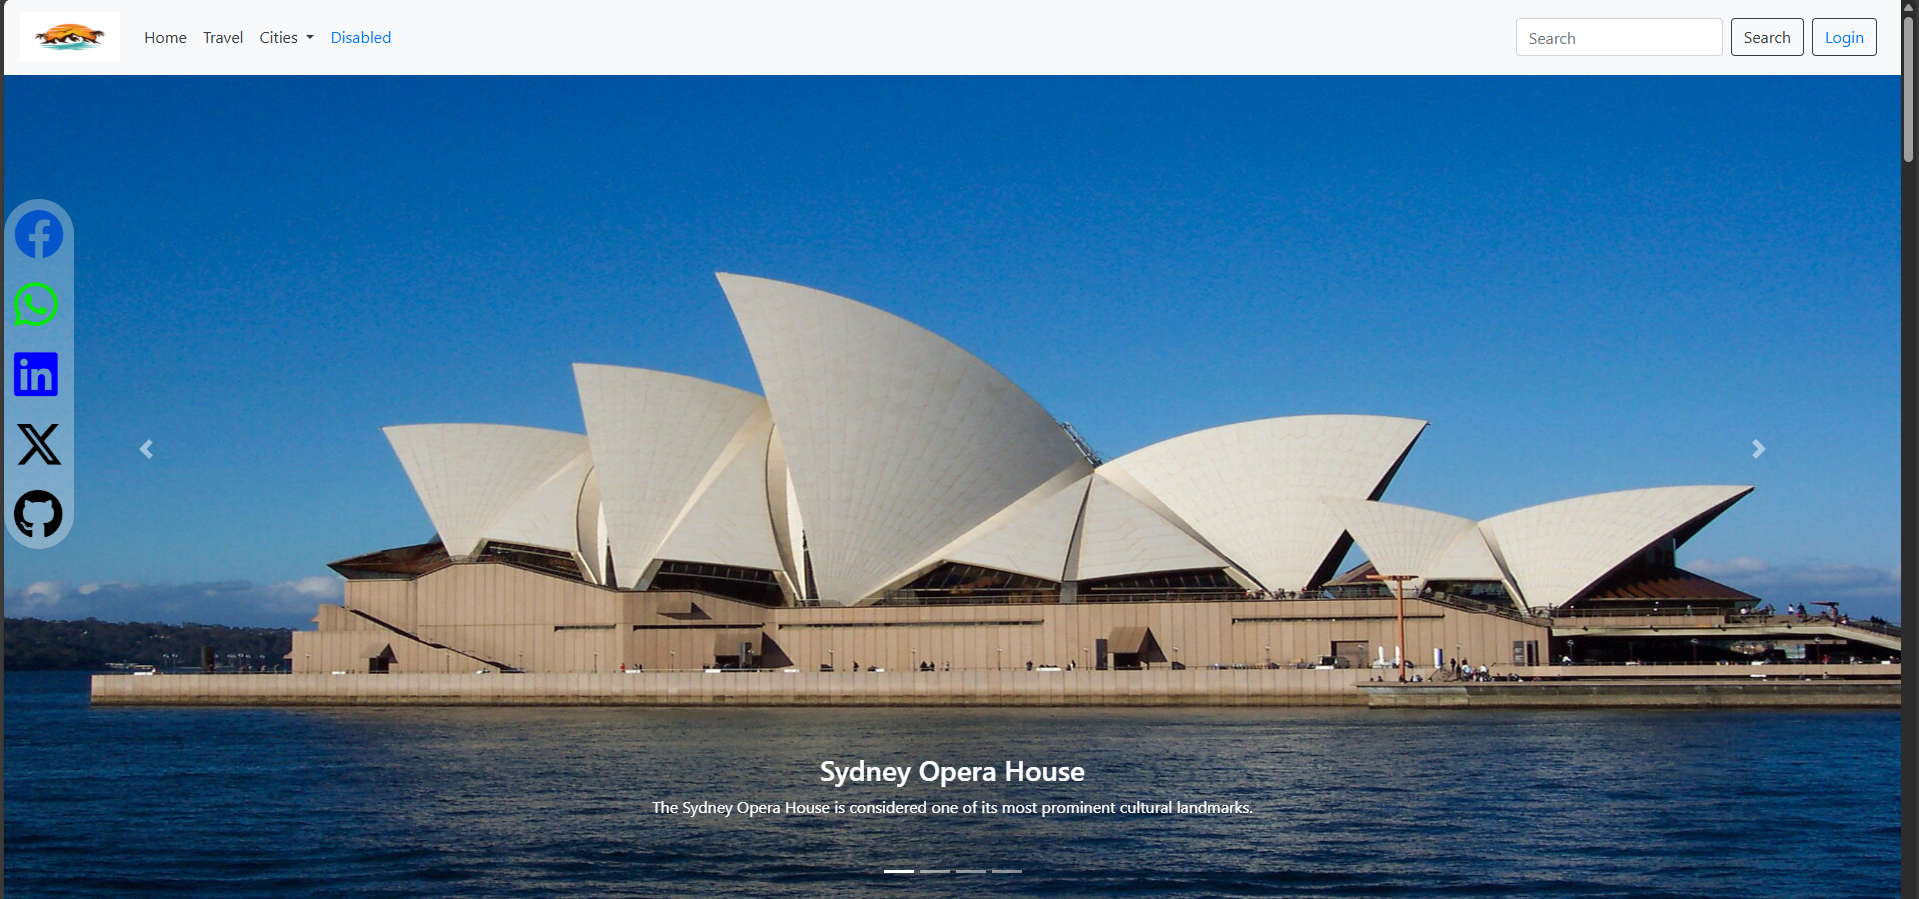 Home Travel Cities Disabled Search Search Login
Sydney Opera House
The Sydney Opera House is considered one of its most prominent cultural landmarks.